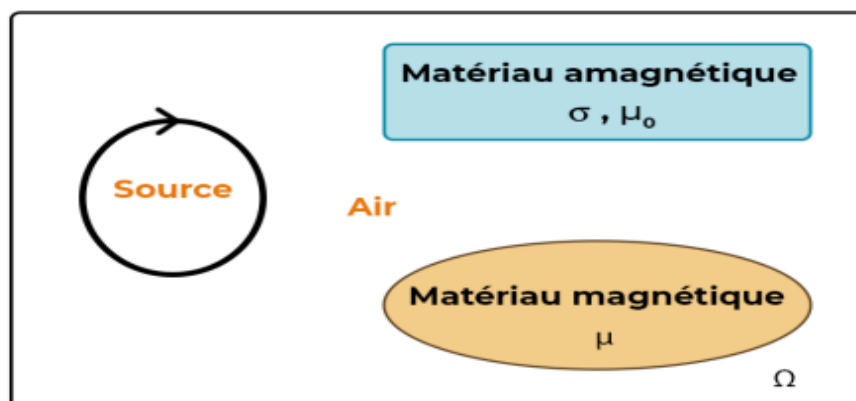 Matériau amagnétique
σ , μ₀
Source
Air
Matériau magnétique
μ
Ω